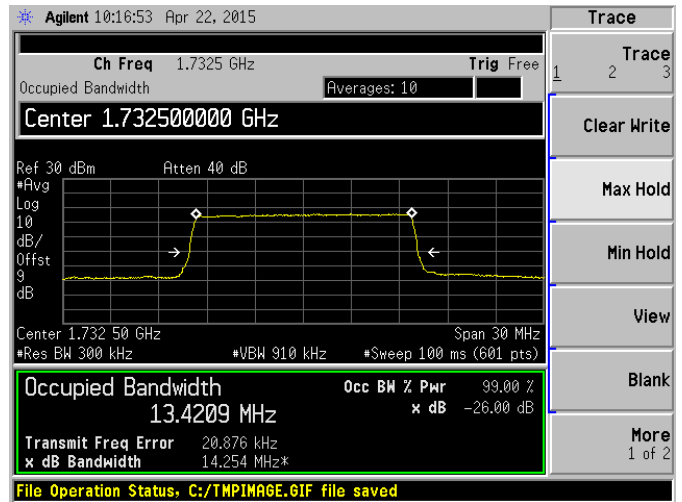 Agilent 10:16:53 Apr 22, 2015
Trace
Ch Freq 1.7325 GHz Trig Free
Occupied Bandwidth Averages: 10
Center 1.732500000 GHz
Ref 30 dBm Atten 40 dB
#Avg
Log
10
dB/
Offst
9
dB
Center 1.732 50 GHz Span 30 MHz
#Res BW 300 kHz #VBW 910 kHz #Sweep 100 ms (601 pts)
Occupied Bandwidth Occ BW % Pwr 99.00 %
13.4209 MHz x dB -26.00 dB
Transmit Freq Error 20.876 kHz
x dB Bandwidth 14.254 MHz*
File Operation Status, C:/TMPIMAGE.GIF file saved
Trace
1 2 3
Clear Write
Max Hold
Min Hold
View
Blank
More
1 of 2